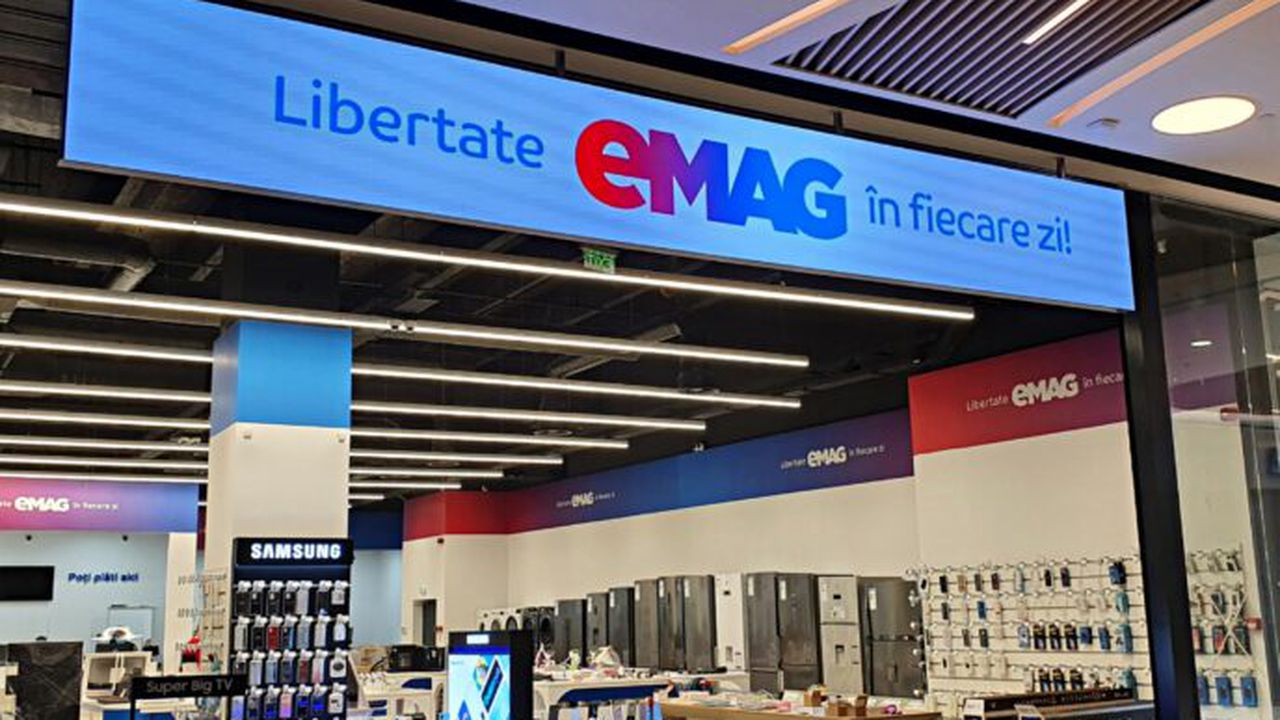 Libertate eMAG în fiecare zi!
Libertate eMAG în fiecare
Libertate eMAG în fiecare zi
eMAG
eMAG în fiecare zi
SAMSUNG
Poți plăti aici
Super Big TV